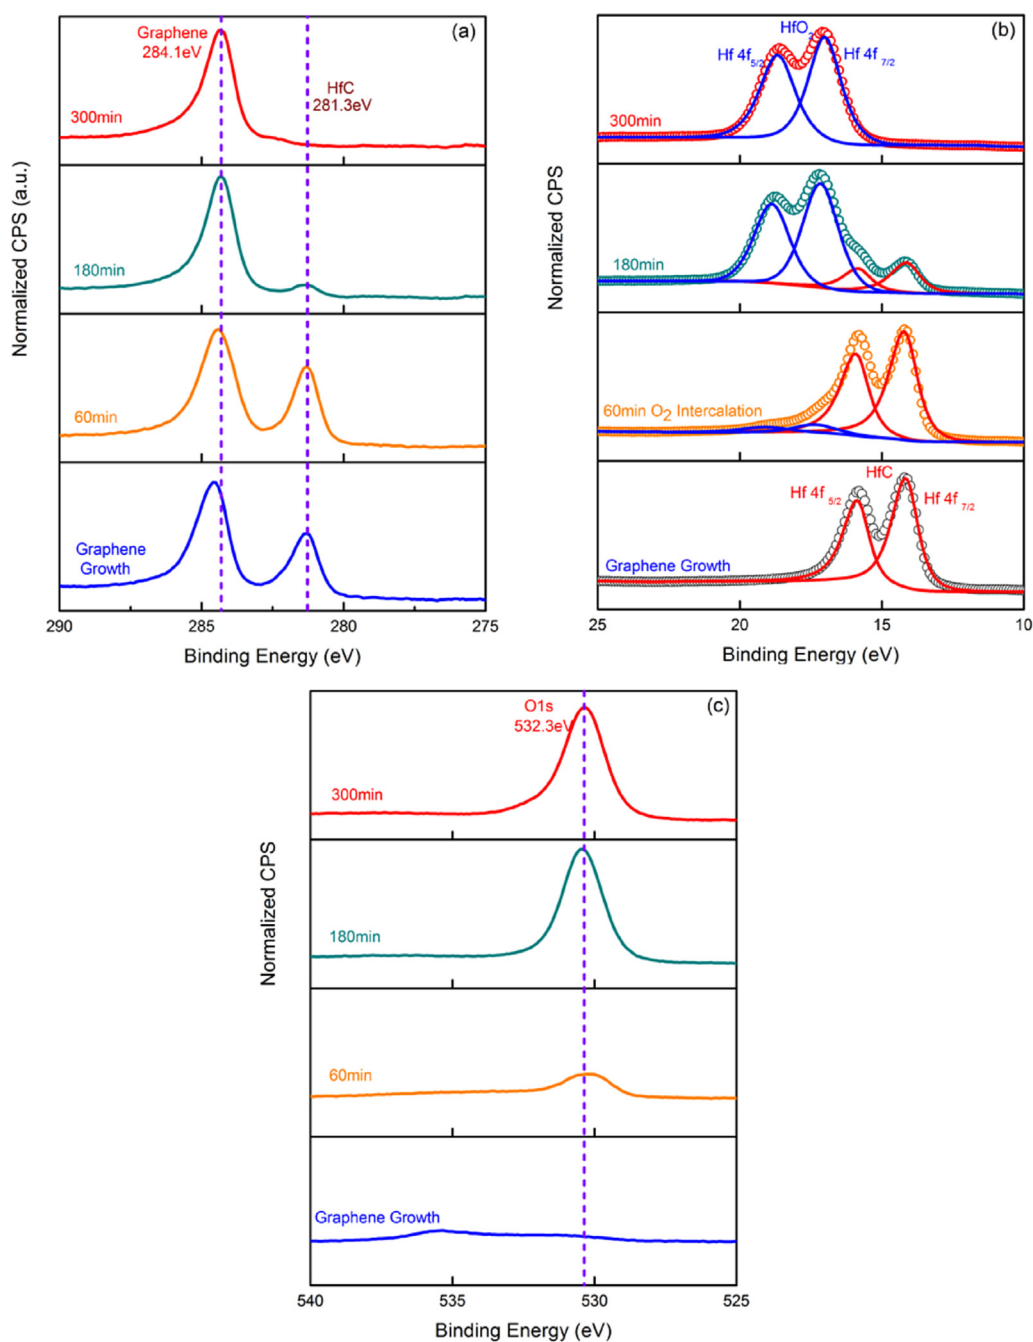 (a)
Graphene
284.1eV
HfC
281.3eV
300min
180min
60min
Graphene
Growth
Normalized CPS (a.u.)
290 285 280 275
Binding Energy (eV)
(b)
HfO2
Hf 4f5/2 Hf 4f 7/2
300min
180min
60min O2 Intercalation
HfC
Hf 4f 5/2 Hf 4f 7/2
Graphene Growth
Normalized CPS
25 20 15 10
Binding Energy (eV)
(c)
O1s
532.3eV
300min
180min
60min
Graphene Growth
Normalized CPS
540 535 530 525
Binding Energy (eV)